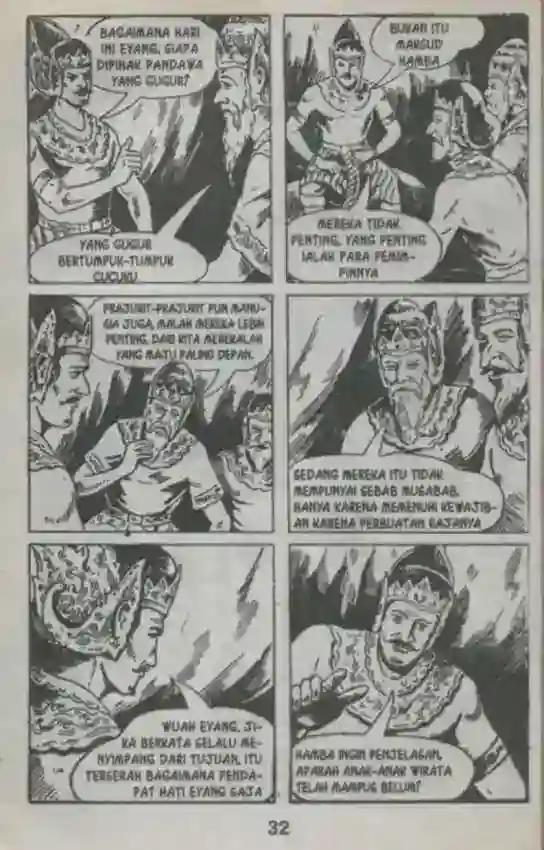 BAGAIMANA HARI
INI EYANG, SIAPA
DIPIHAK PANDAWA
YANG GUGUR?
YANG GUGUR
BERTUMPUK-TUMPUK
CUCUKU
BUKAN ITU
MAKSUD
HAMBA
MEREKA TIDAK
PENTING, YANG PENTING
IALAH PARA PEMIM-
PINNYA
PRAJURIT-PRAJURIT PUN MANU-
SIA JUGA, MALAH MEREKA LEBIH
PENTING, DARI KITA MEREKALAH
YANG MAJU PALING DEPAN.
SEDANG MEREKA ITU TIDAK
MEMPUNYAI SEBAB MUSABAB,
HANYA KARENA MEMENUHI KEWAJIB-
AN KARENA PERBUATAN SAJANYA
WUAH EYANG, JI-
KA BERKATA SELALU ME-
NYIMPANG DARI TUJUAN, ITU
TERSERAH BAGAIMANA PENDA-
PAT HATI EYANG SAJA
HAMBA INGIN PENJELASAN,
APAKAH ANAK-ANAK WIRATA
TELAH MAMPUS BELUM?
32